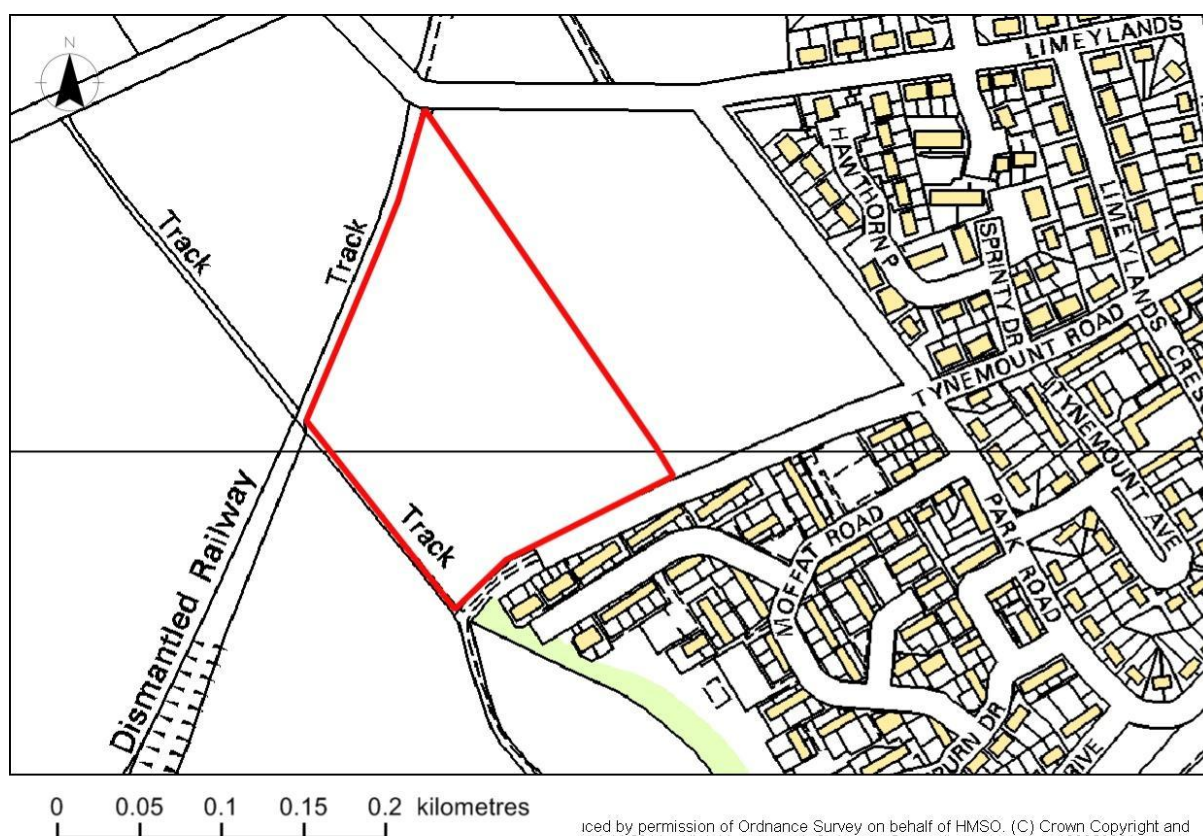 N
LIMEYLANDS
HAWTHORN P
Track
Track
SPRINTY DR
LIMEYLANDS CRES
TYNEMOUNT ROAD
TYNEMOUNT AVE
Dismantled Railway
Track
MOFFAT ROAD
PARK ROAD
BURN DR
RIVE
0 0.05 0.1 0.15 0.2 kilometres
ced by permission of Ordnance Survey on behalf of HMSO. (C) Crown Copyright and